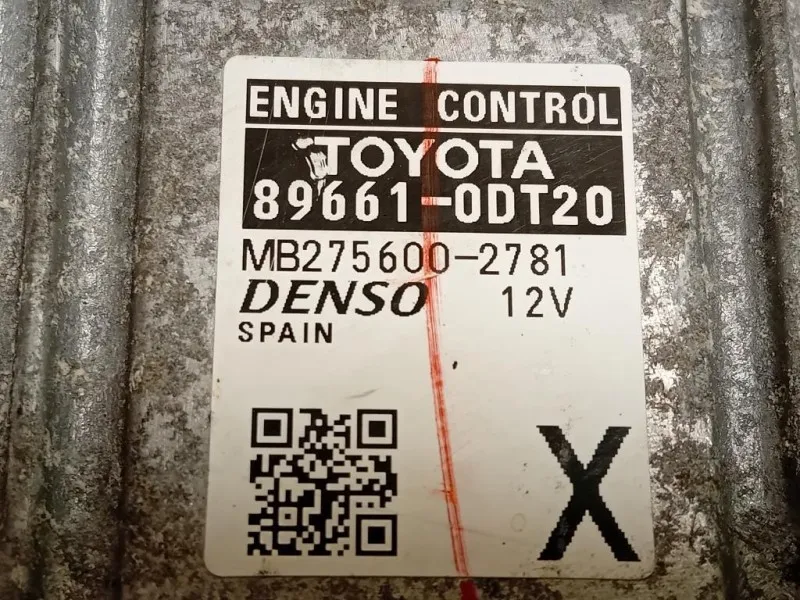 ENGINE CONTROL
TOYOTA
89661-0DT20
MB275600-2781
DENSO 12V
SPAIN
X